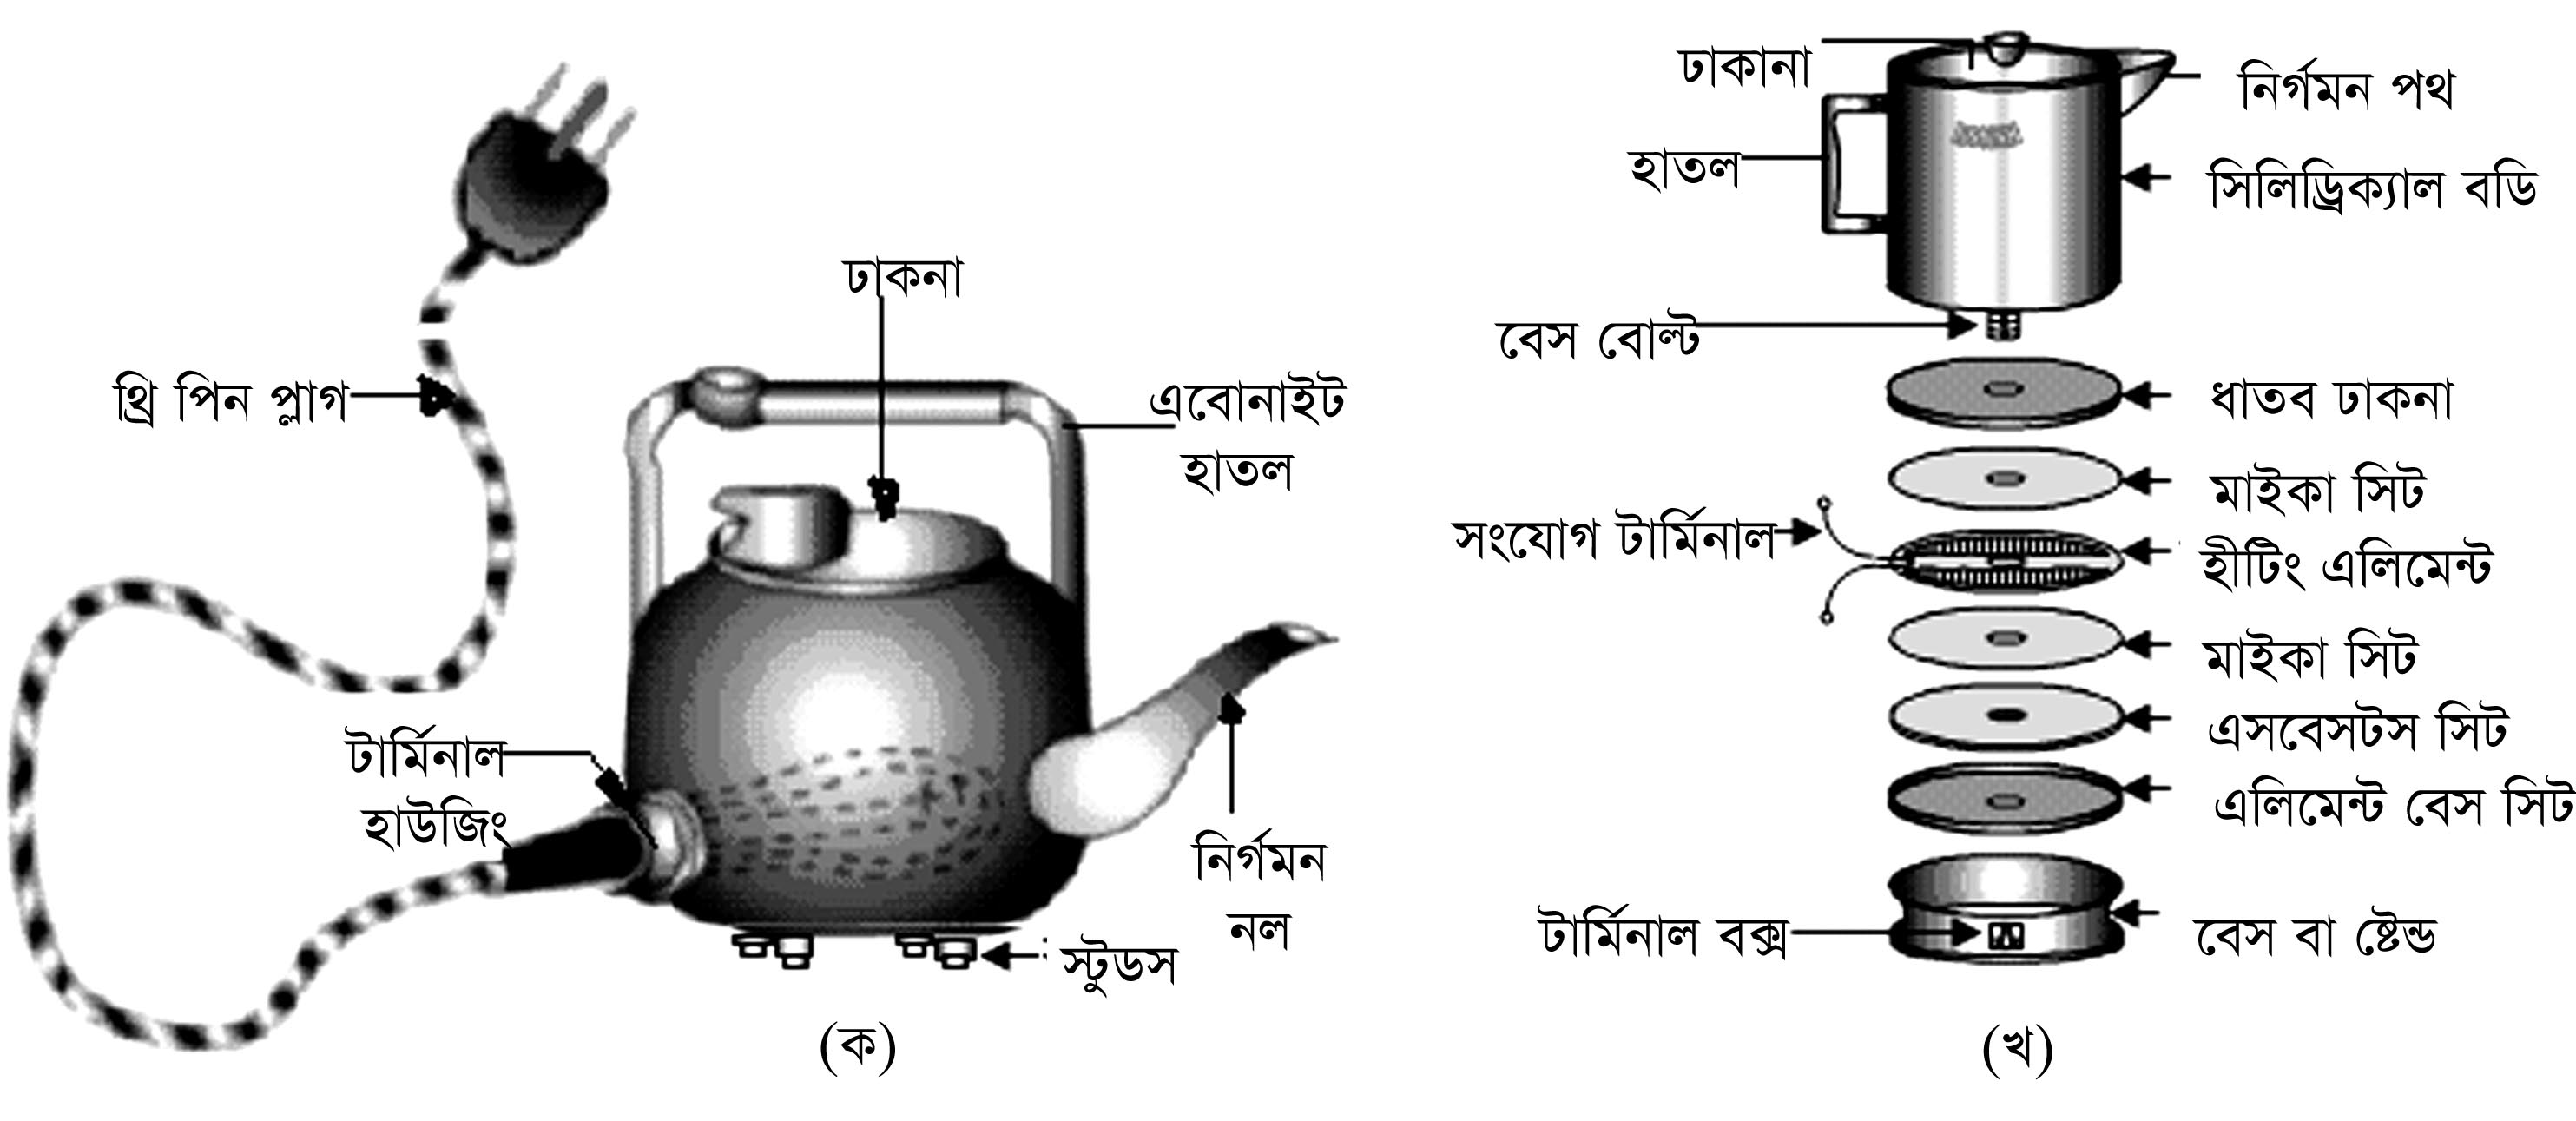 ঢাকনা
থ্রি পিন প্লাগ
এবোনাইট
হাতল
টার্মিনাল
হাউজিং
নির্গমন
নল
স্টুডস
(ক)
ঢাকানা
নির্গমন পথ
হাতল
সিলিড্রিক্যাল বডি
বেস বোল্ট
ধাতব ঢাকনা
মাইকা সিট
সংযোগ টার্মিনাল
হীটিং এলিমেন্ট
মাইকা সিট
এসবেসটস সিট
এলিমেন্ট বেস সিট
টার্মিনাল বক্স
বেস বা ষ্টেন্ড
(খ)